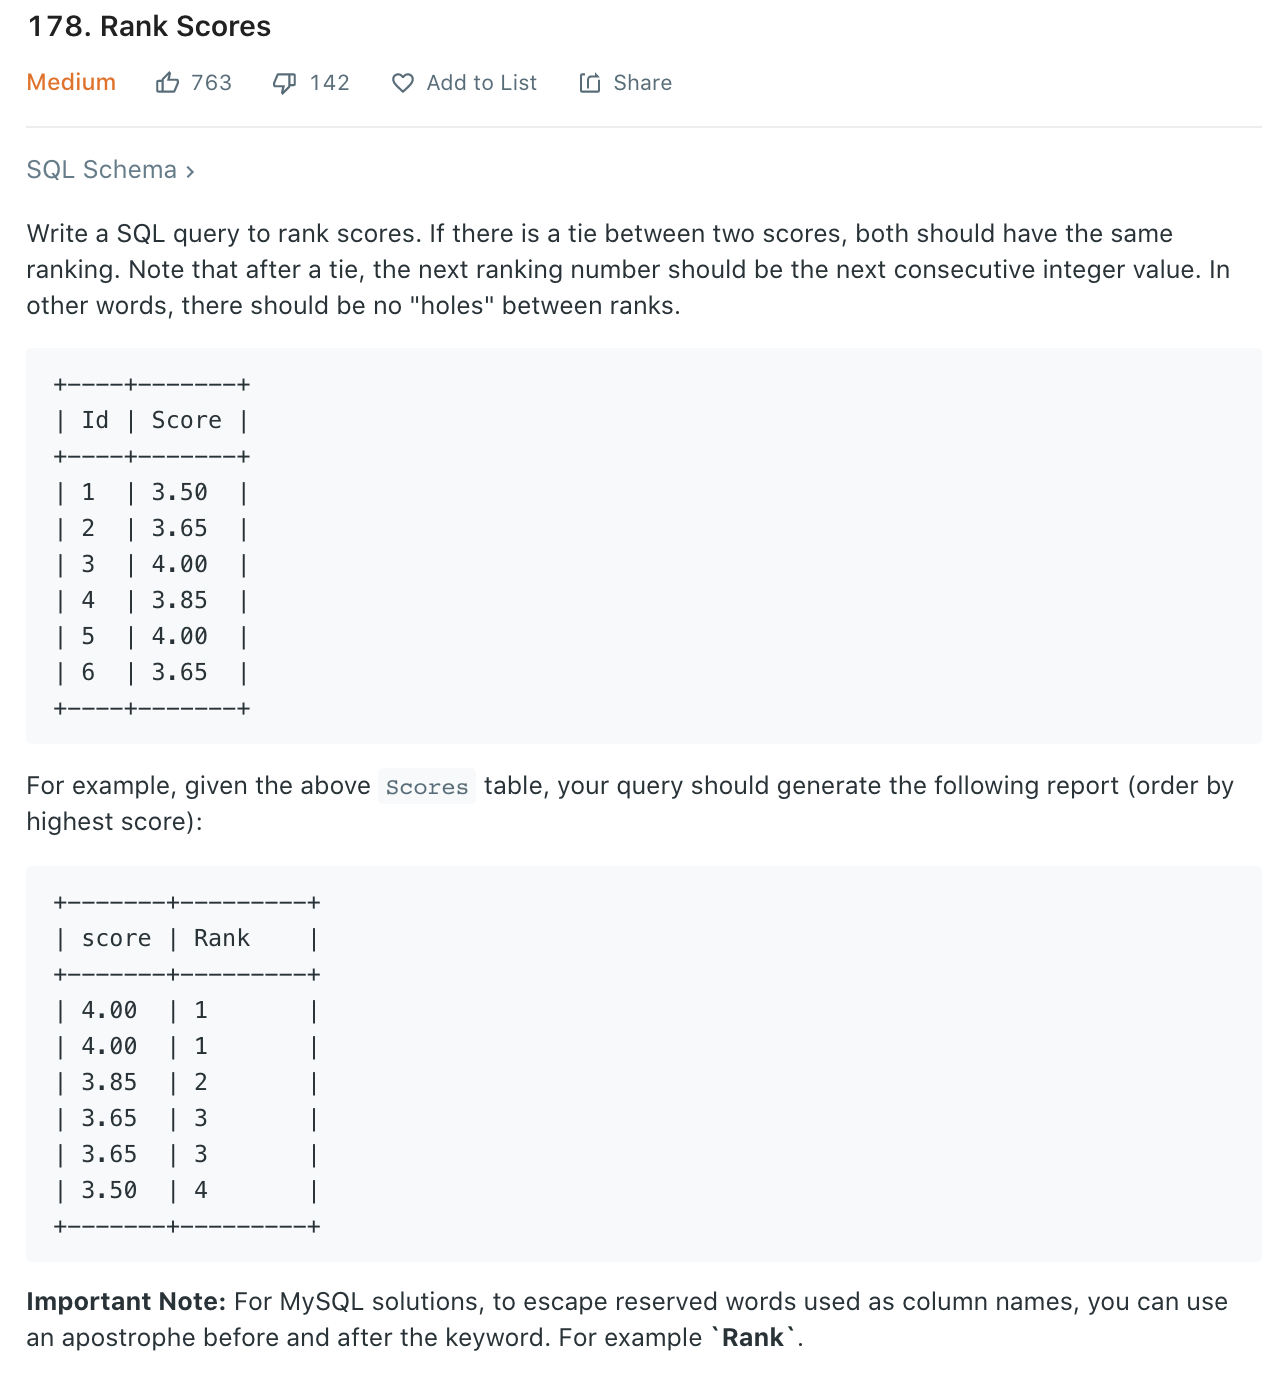 178. Rank Scores
Medium 763 142 Add to List Share
SQL Schema ›
Write a SQL query to rank scores. If there is a tie between two scores, both should have the same
ranking. Note that after a tie, the next ranking number should be the next consecutive integer value. In
other words, there should be no "holes" between ranks.
+----+-------+
| Id | Score |
+----+-------+
| 1  | 3.50  |
| 2  | 3.65  |
| 3  | 4.00  |
| 4  | 3.85  |
| 5  | 4.00  |
| 6  | 3.65  |
+----+-------+
For example, given the above Scores table, your query should generate the following report (order by
highest score):
+-------+---------+
| score | Rank    |
+-------+---------+
| 4.00  | 1       |
| 4.00  | 1       |
| 3.85  | 2       |
| 3.65  | 3       |
| 3.65  | 3       |
| 3.50  | 4       |
+-------+---------+
Important Note: For MySQL solutions, to escape reserved words used as column names, you can use
an apostrophe before and after the keyword. For example `Rank`.